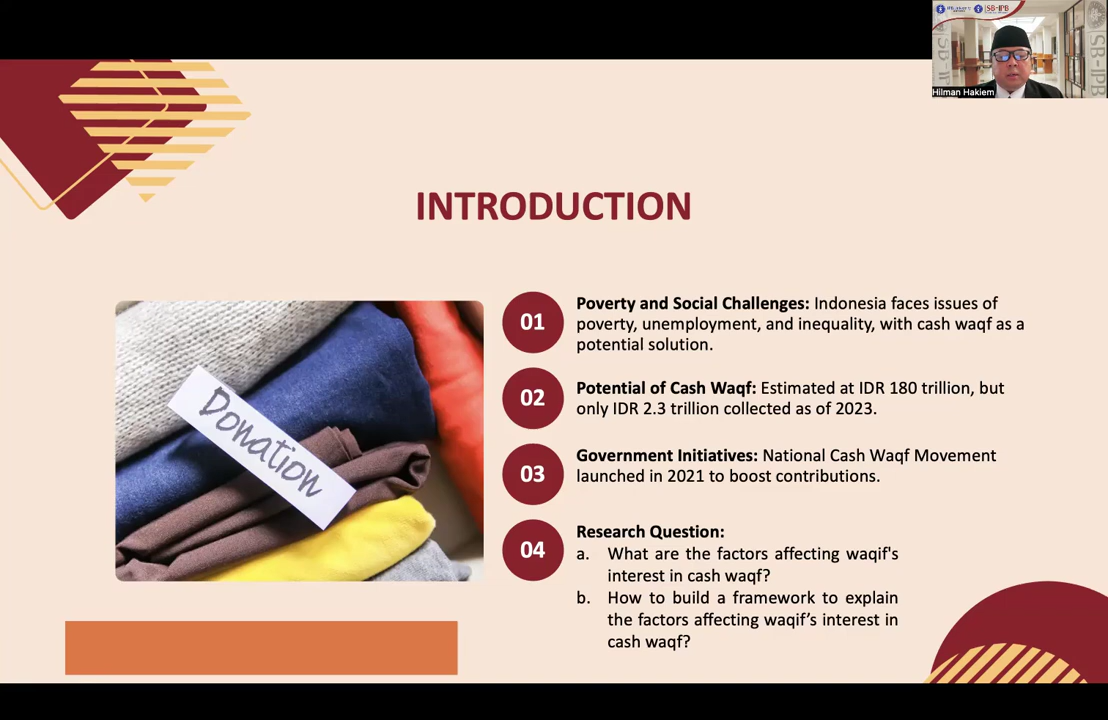 SB-IPB
SB-IPB
Hilman Hakiem
INTRODUCTION
Donation
01
Poverty and Social Challenges: Indonesia faces issues of
poverty, unemployment, and inequality, with cash waqf as a
potential solution.
02
Potential of Cash Waqf: Estimated at IDR 180 trillion, but
only IDR 2.3 trillion collected as of 2023.
03
Government Initiatives: National Cash Waqf Movement
launched in 2021 to boost contributions.
04
Research Question:
a. What are the factors affecting waqif's
interest in cash waqf?
b. How to build a framework to explain
the factors affecting waqif’s interest in
cash waqf?